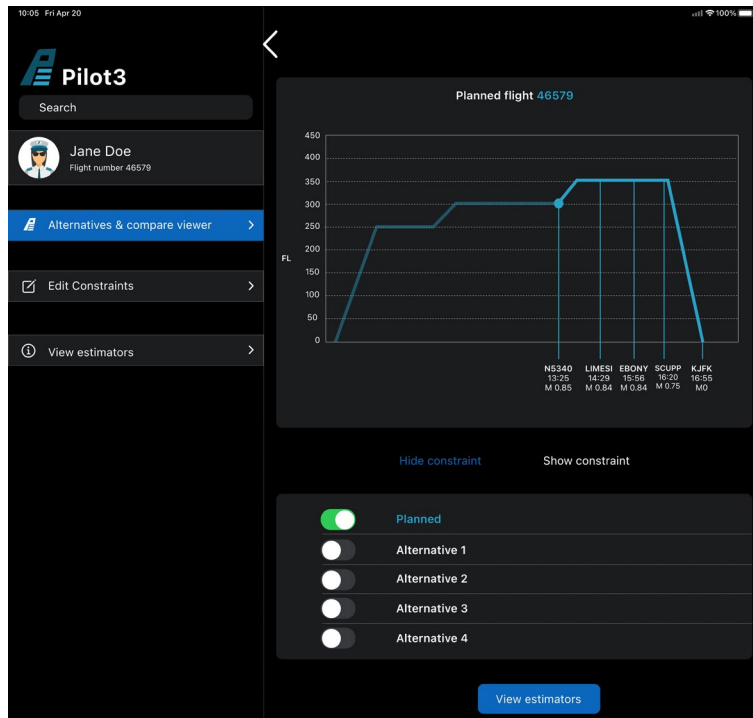 10:05 Fri Apr 20
100%
Pilot3
Search
Jane Doe
Flight number 46579
Alternatives & compare viewer
Edit Constraints
View estimators
Planned flight 46579
450
400
350
300
250
200
FL
150
100
50
0
N5340 LIMESI EBONY SCUPP KJFK
13:25 14:29 15:56 16:20 16:55
M 0.85 M 0.84 M 0.84 M 0.75 M0
Hide constraint Show constraint
Planned
Alternative 1
Alternative 2
Alternative 3
Alternative 4
View estimators